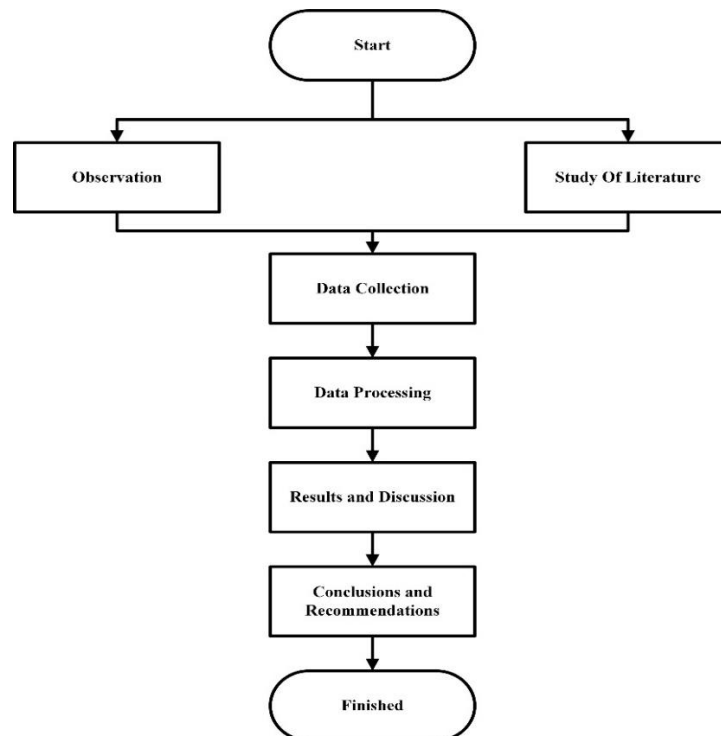 Start
Observation
Study Of Literature
Data Collection
Data Processing
Results and Discussion
Conclusions and
Recommendations
Finished